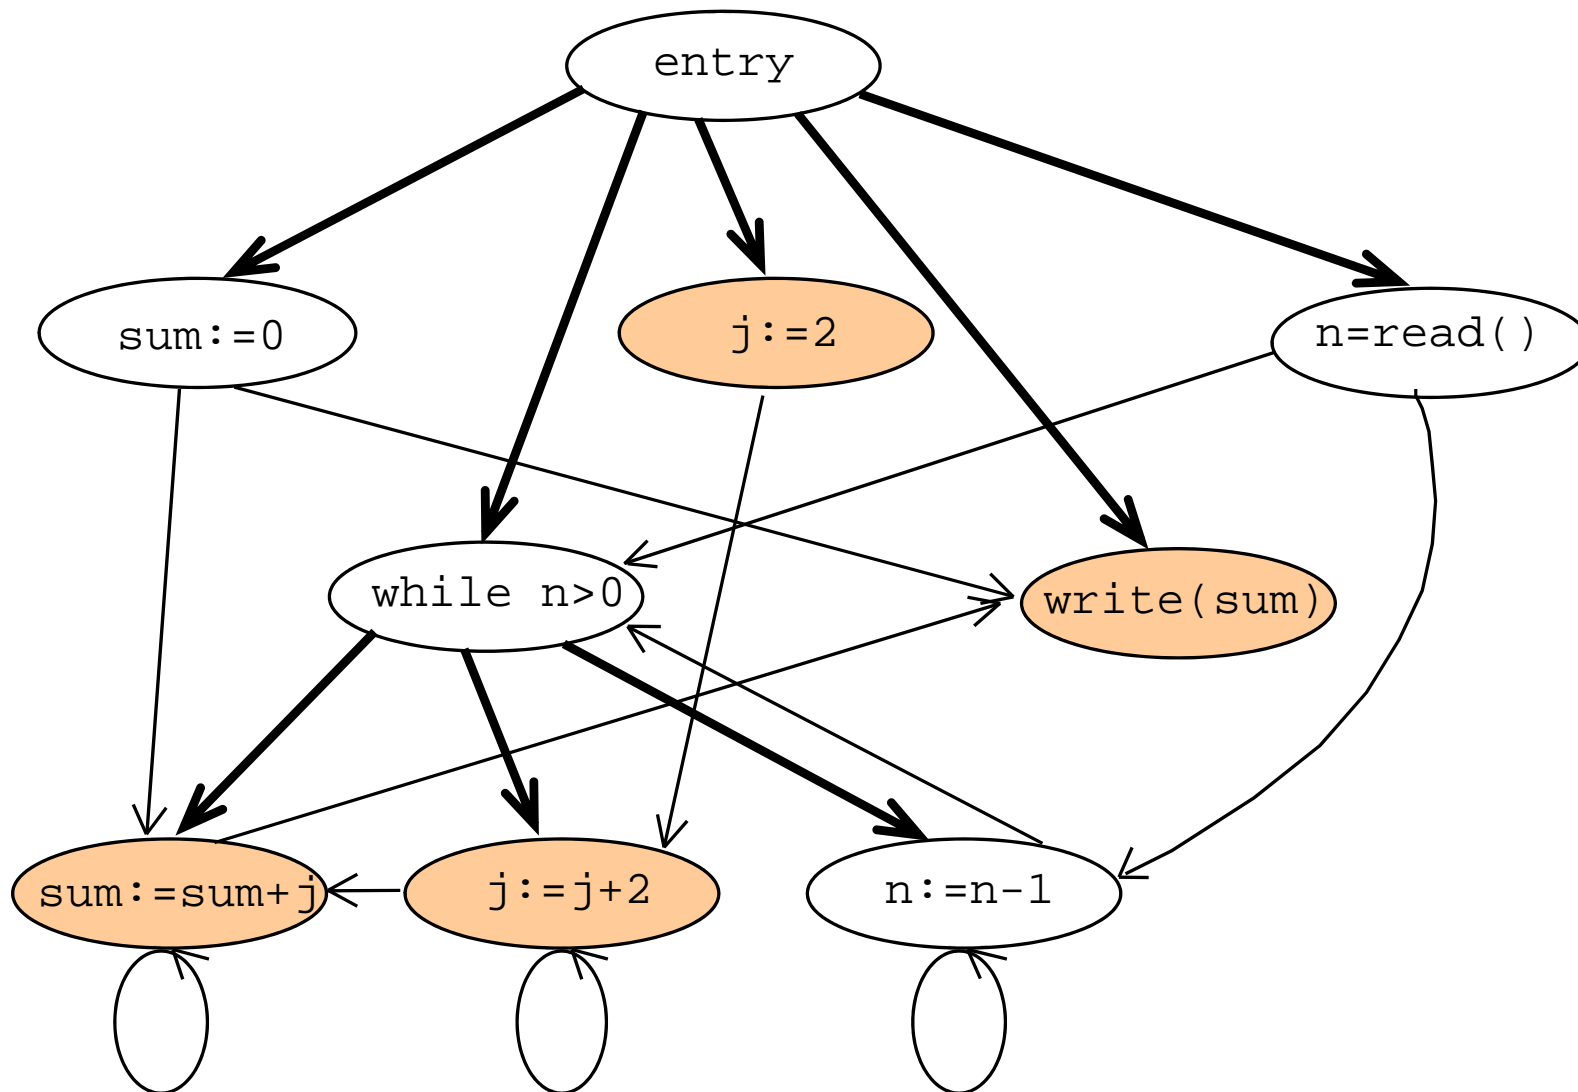 entry
sum:=0
j:=2
n=read()
while n>0
write(sum)
sum:=sum+j
j:=j+2
n:=n-1